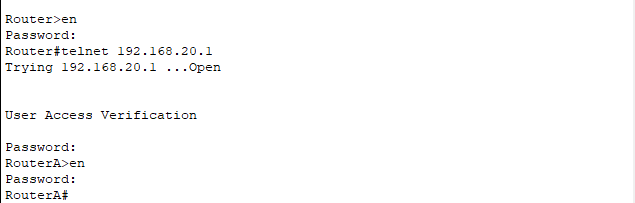 Router>en
Password:
Router#telnet 192.168.20.1
Trying 192.168.20.1 ...Open
User Access Verification
Password:
RouterA>en
Password:
RouterA#